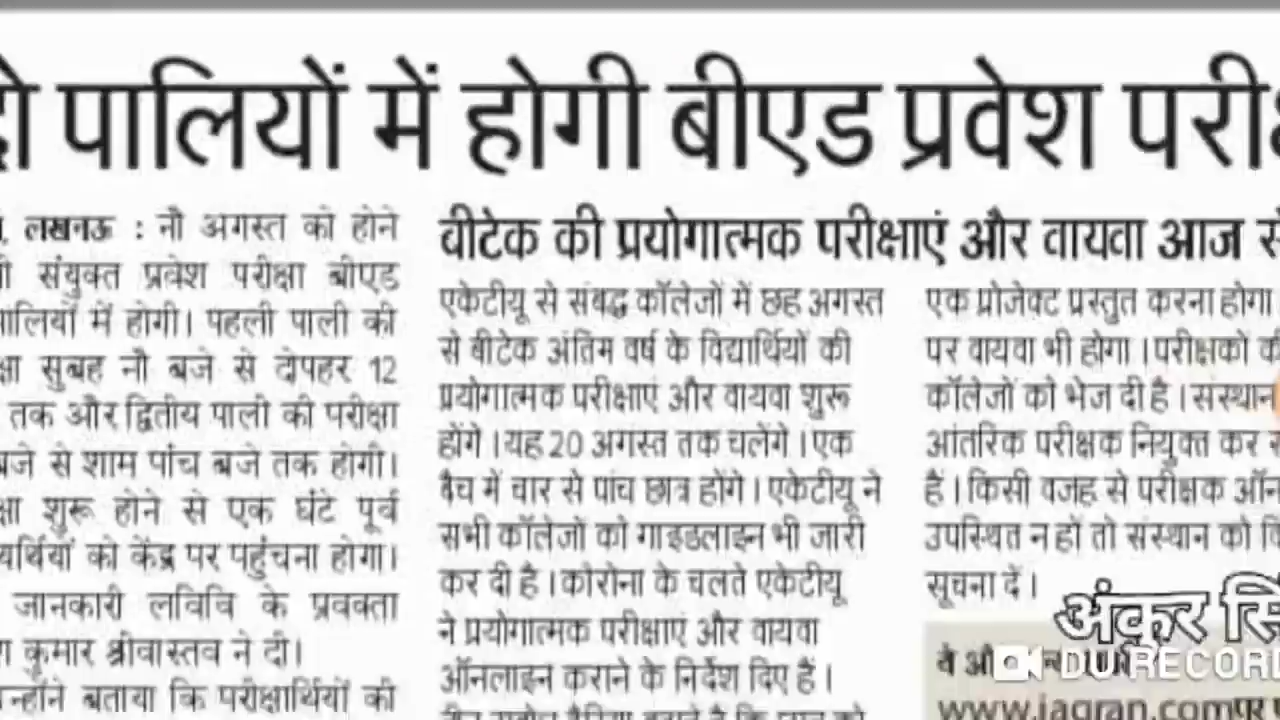 दो पालियों में होगी बीएड प्रवेश
लखनऊ : नौ अगस्त को होने
संयुक्त प्रवेश परीक्षा बीएड
में होगी। पहली पाली की
सुबह नौ बजे से दोपहर 12
तक और द्वितीय पाली की परीक्षा
से शाम पांच बजे तक होगी।
शुरू होने से एक घंटे पूर्व
को केंद्र पर पहुंचना होगा।
जानकारी लविवि के प्रवक्ता
कुमार श्रीवास्तव ने दी।
बताया कि परीक्षार्थियों की
बीटेक की प्रयोगात्मक परीक्षाएं और वायवा आज
एकेटीयू से संबद्ध कॉलेजों में छह अगस्त
से बीटेक अंतिम वर्ष के विद्यार्थियों की
प्रयोगात्मक परीक्षाएं और वायवा शुरू
होंगे। यह 20 अगस्त तक चलेंगे। एक
बैच में चार से पांच छात्र होंगे। एकेटीयू ने
सभी कॉलेजों को गाइडलाइन भी जारी
कर दी है। कोरोना के चलते एकेटीयू
ने प्रयोगात्मक परीक्षाएं और वायवा
ऑनलाइन कराने के निर्देश दिए हैं।
एक प्रोजेक्ट प्रस्तुत करना होगा
पर वायवा भी होगा। परीक्षकों
कॉलेजों को भेज दी है। संस्थान
आंतरिक परीक्षक नियुक्त कर
हैं। किसी वजह से परीक्षक
उपस्थित न हों तो संस्थान को
सूचना दें।
अंकुर
DU RECORD
www.jagran.com पर